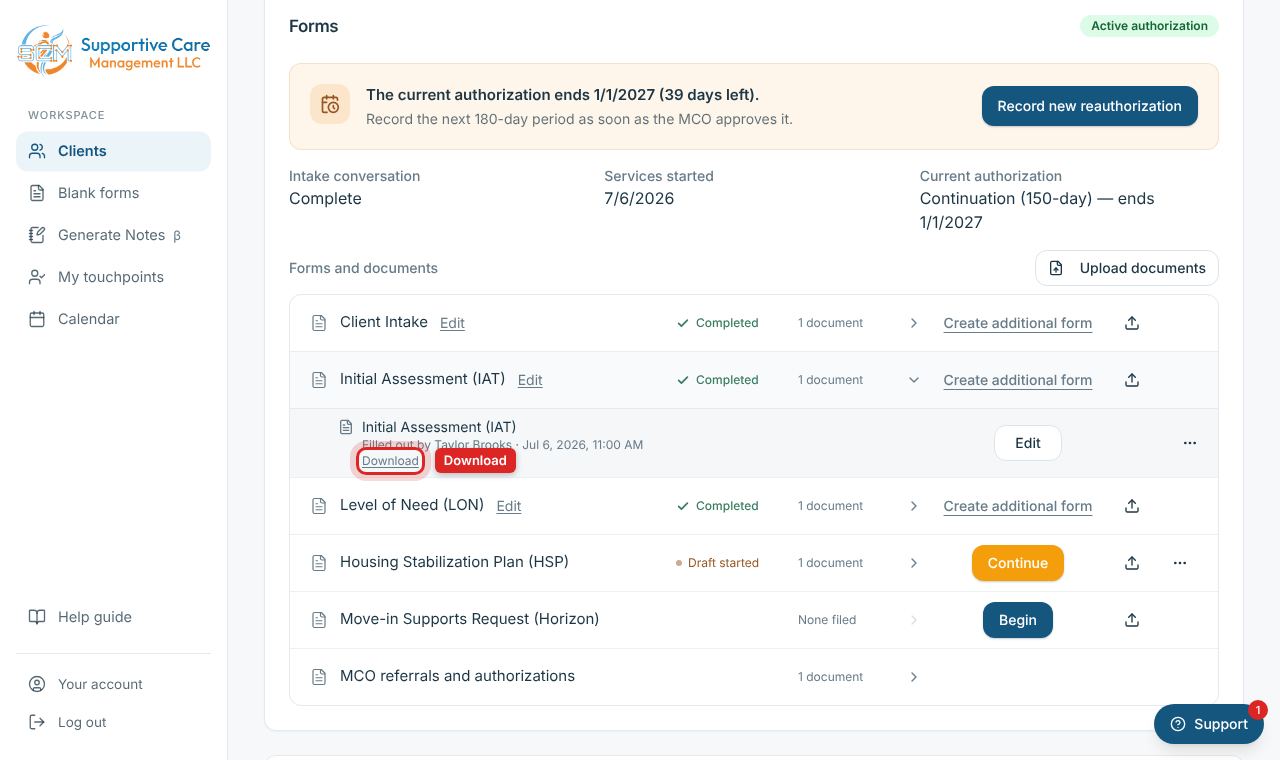 SCM
Supportive Care
Management LLC
WORKSPACE
Clients
Blank forms
Generate Notes β
My touchpoints
Calendar
Help guide
Your account
Log out
Forms
Active authorization
The current authorization ends 1/1/2027 (39 days left).
Record the next 180-day period as soon as the MCO approves it.
Record new reauthorization
Intake conversation
Complete
Services started
7/6/2026
Current authorization
Continuation (150-day) — ends
1/1/2027
Forms and documents
Upload documents
Client Intake Edit Completed 1 document Create additional form
Initial Assessment (IAT) Edit Completed 1 document Create additional form
Initial Assessment (IAT)
Filled out by Taylor Brooks · Jul 6, 2026, 11:00 AM
Download Download
Edit
Level of Need (LON) Edit Completed 1 document Create additional form
Housing Stabilization Plan (HSP) Draft started 1 document Continue
Move-in Supports Request (Horizon) None filed Begin
MCO referrals and authorizations 1 document
Support 1